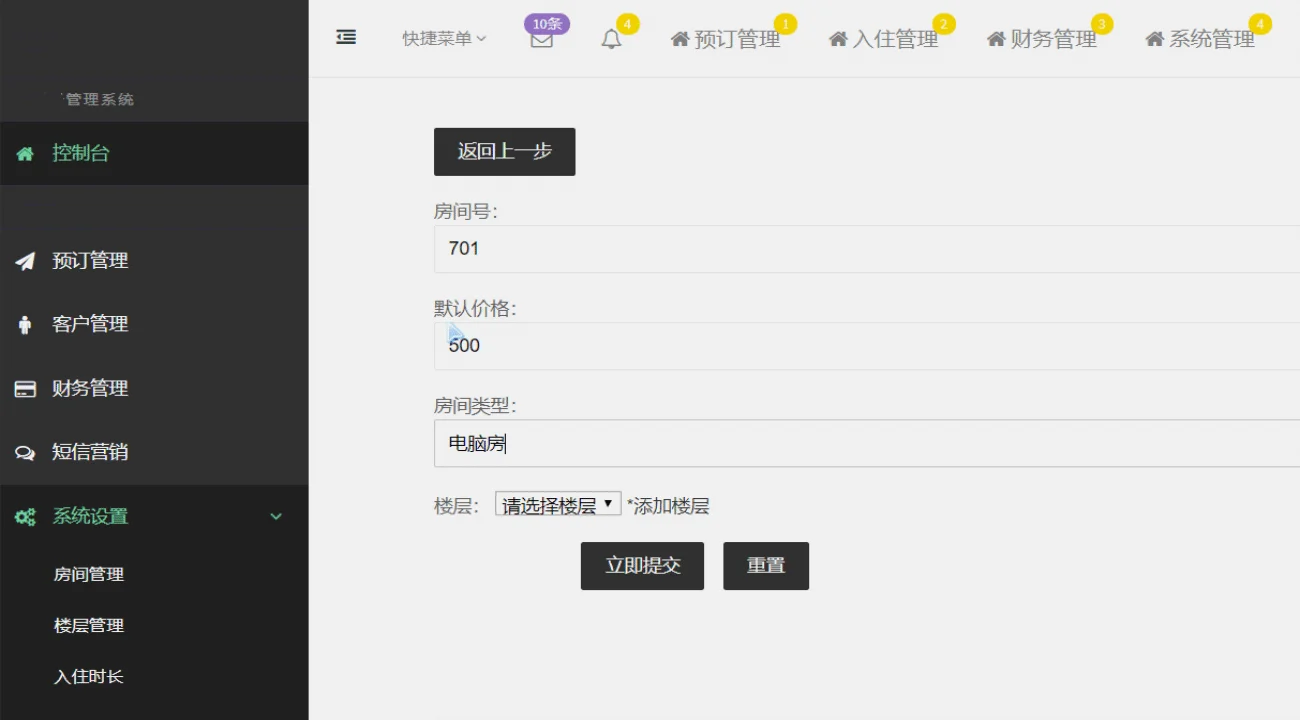 快捷菜单
10条
4
预订管理
1
入住管理
2
财务管理
3
系统管理
4
管理系统
控制台
预订管理
客户管理
财务管理
短信营销
系统设置
房间管理
楼层管理
入住时长
返回上一步
房间号:
701
默认价格:
500
房间类型:
电脑房
楼层: 请选择楼层 *添加楼层
立即提交 重置